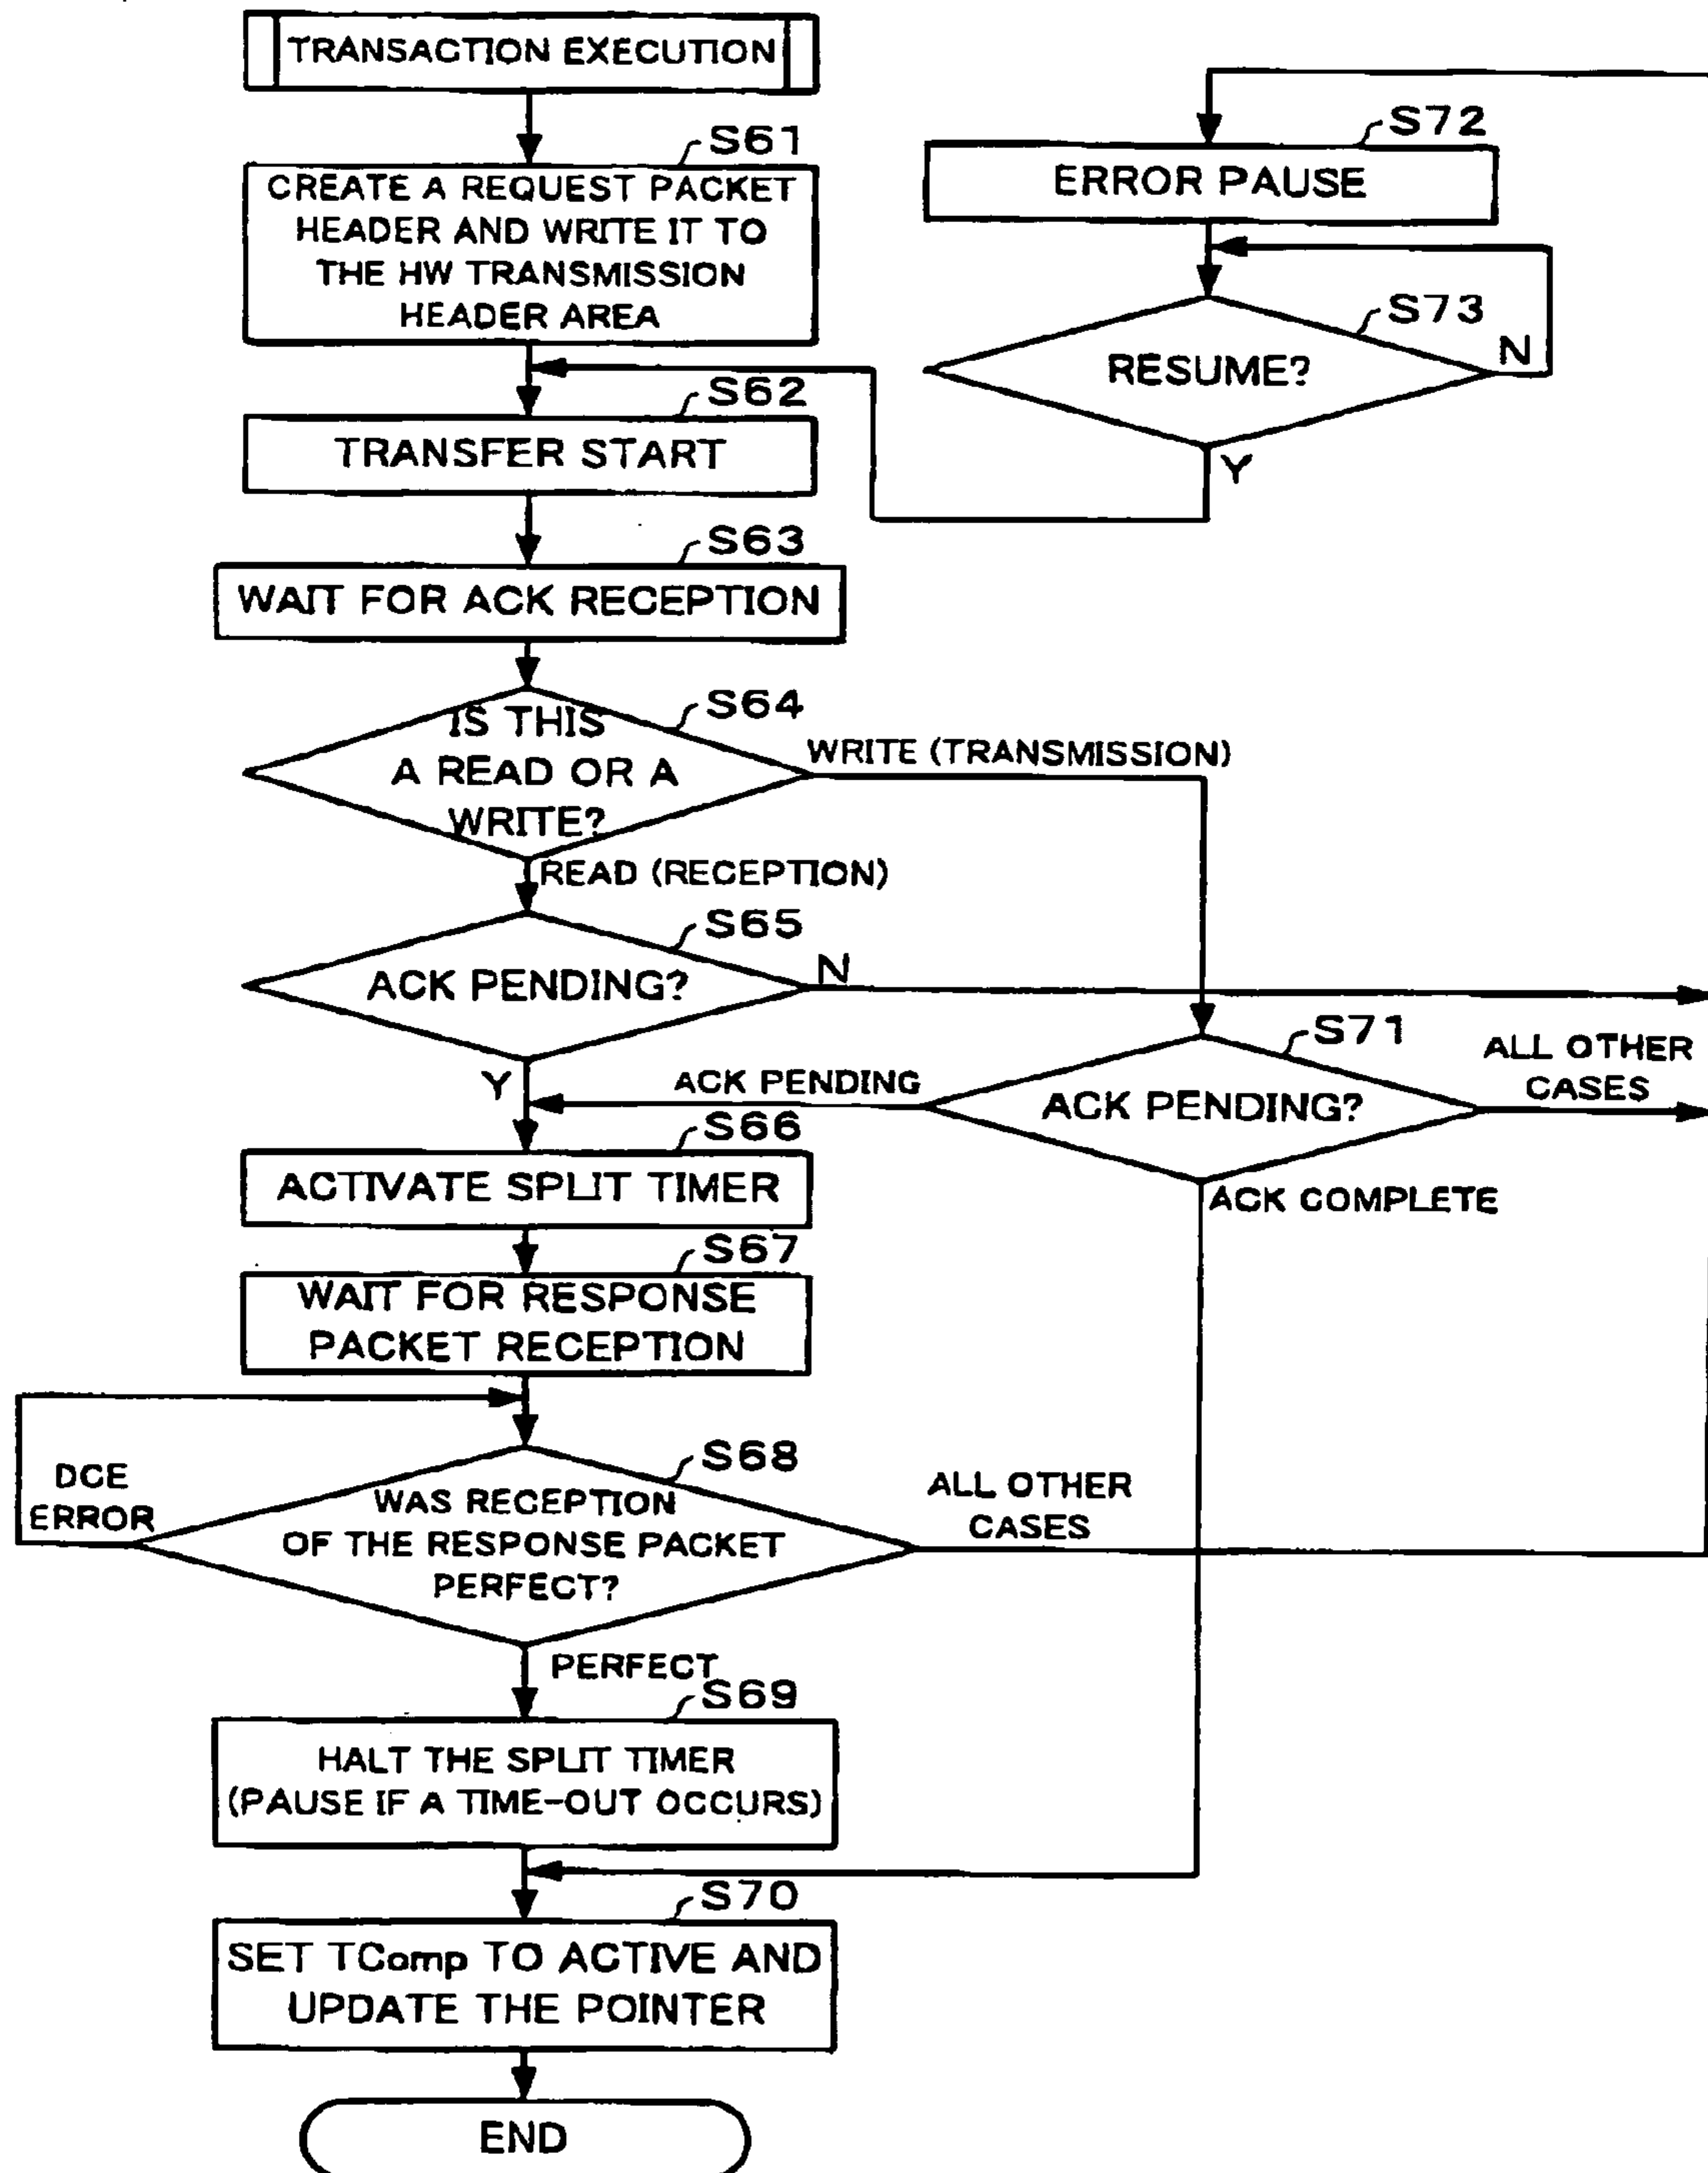 TRANSACTION EXECUTION
S61
CREATE A REQUEST PACKET
HEADER AND WRITE IT TO
THE HW TRANSMISSION
HEADER AREA
S62
TRANSFER START
S63
WAIT FOR ACK RECEPTION
S64
IS THIS
A READ OR A
WRITE?
WRITE (TRANSMISSION)
READ (RECEPTION)
S65
ACK PENDING?
N
Y
S71
ACK PENDING?
ACK PENDING
ALL OTHER
CASES
ACK COMPLETE
S66
ACTIVATE SPLIT TIMER
S67
WAIT FOR RESPONSE
PACKET RECEPTION
S68
WAS RECEPTION
OF THE RESPONSE PACKET
PERFECT?
DCE
ERROR
ALL OTHER
CASES
PERFECT
S69
HALT THE SPLIT TIMER
(PAUSE IF A TIME-OUT OCCURS)
S70
SET TComp TO ACTIVE AND
UPDATE THE POINTER
END
S72
ERROR PAUSE
S73
RESUME?
N
Y